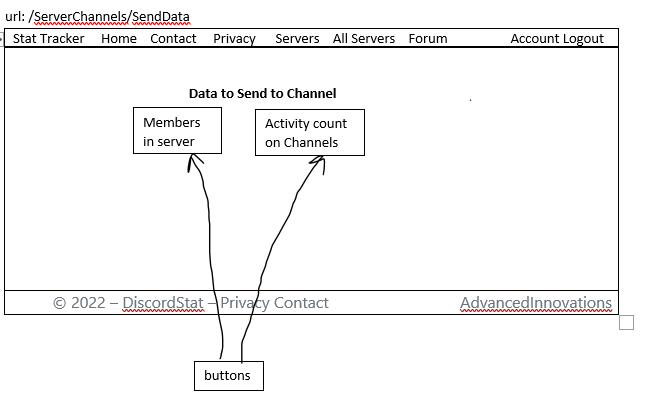 url: /ServerChannels/SendData
Stat Tracker Home Contact Privacy Servers All Servers Forum Account Logout
Data to Send to Channel
Members
in server
Activity count
on Channels
© 2022 – DiscordStat – Privacy Contact AdvancedInnovations
buttons